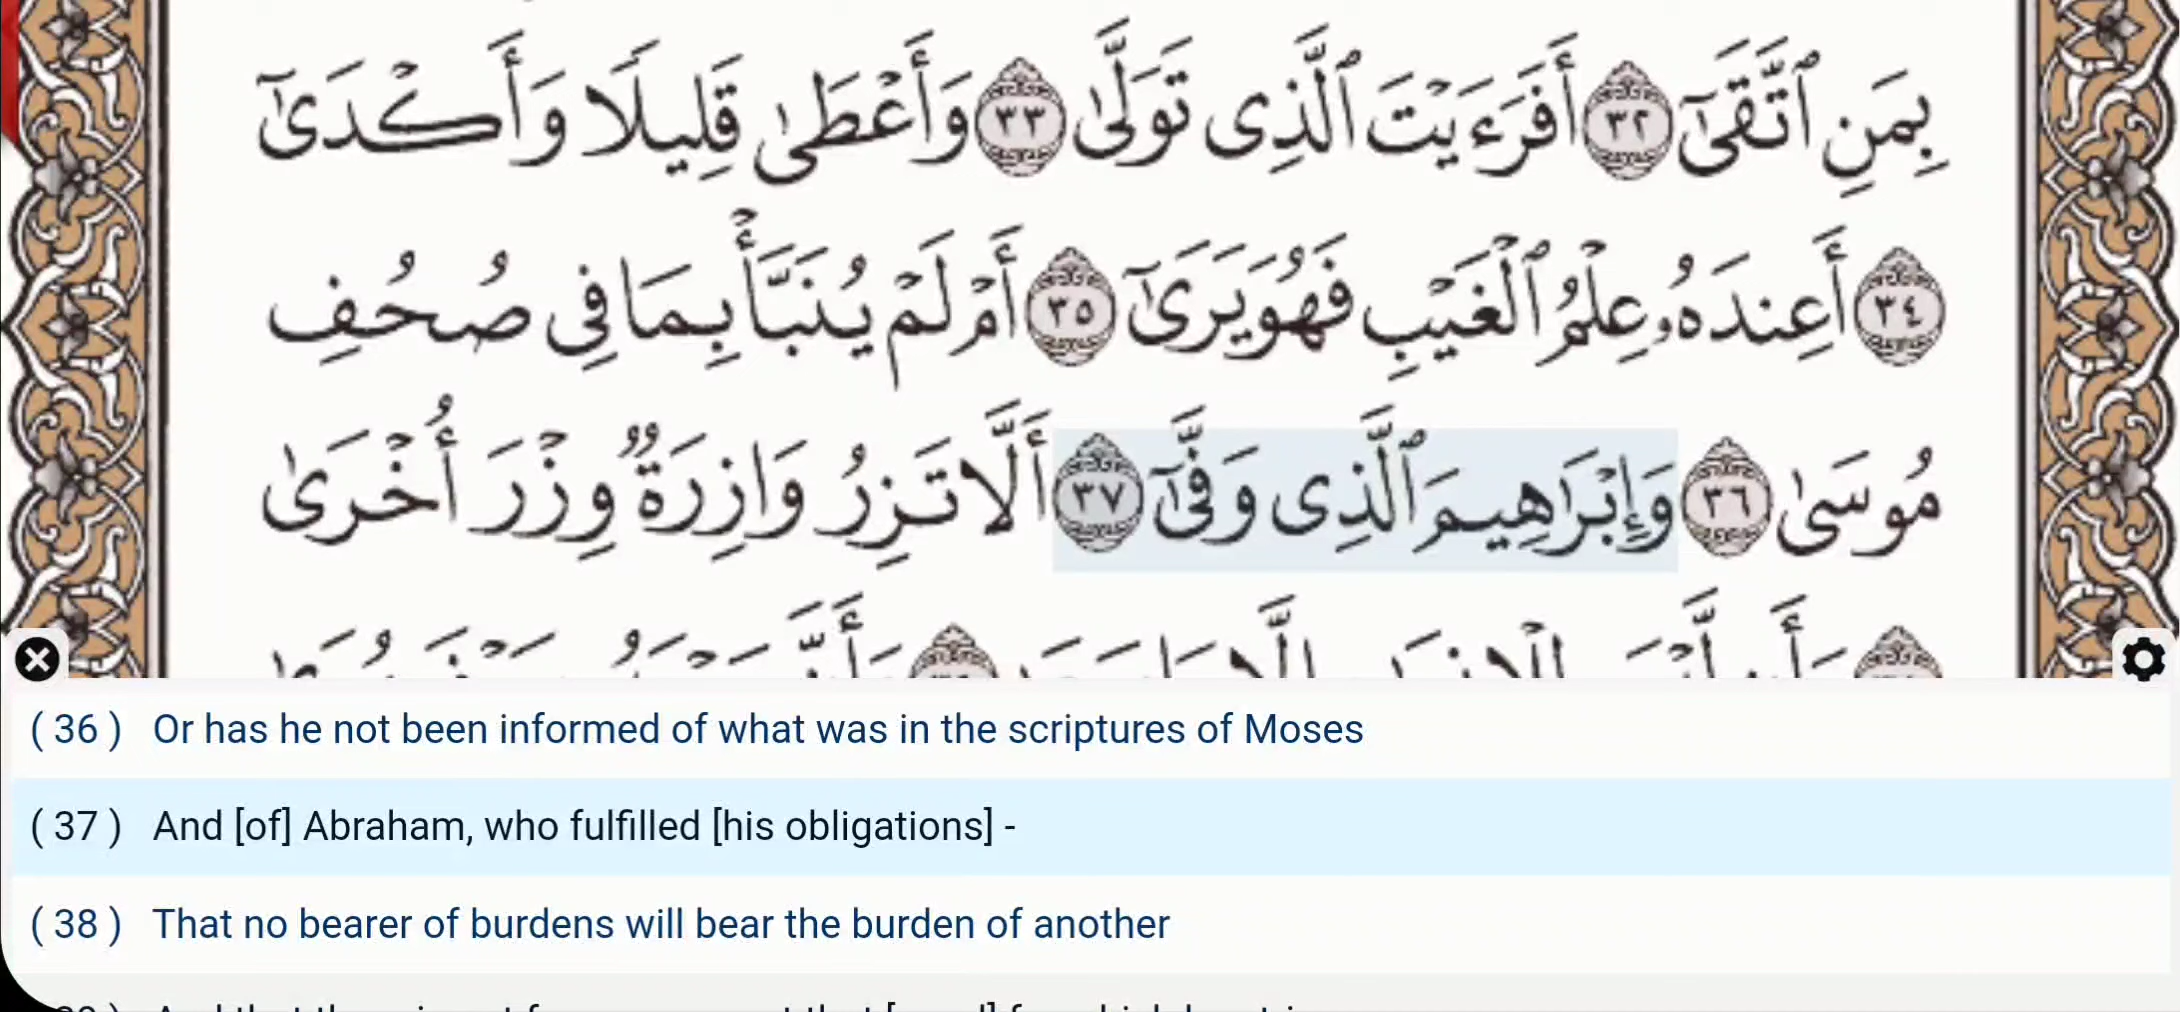 بِمَنِ ٱتَّقَىٰٓ ٣٢ أَفَرَءَيۡتَ ٱلَّذِى تَوَلَّىٰ ٣٣ وَأَعۡطَىٰ قَلِيلٗا وَأَكۡدَىٰٓ
٣٤ أَعِندَهُۥ عِلۡمُ ٱلۡغَيۡبِ فَهُوَ يَرَىٰٓ ٣٥ أَمۡ لَمۡ يُنَبَّأۡ بِمَا فِى صُحُفِ
مُوسَىٰ ٣٦ وَإِبۡرَٰهِيمَ ٱلَّذِى وَفَّىٰٓ ٣٧ أَلَّا تَزِرُ وَازِرَةٞ وِزۡرَ أُخۡرَىٰ
( 36 ) Or has he not been informed of what was in the scriptures of Moses
( 37 ) And [of] Abraham, who fulfilled [his obligations] -
( 38 ) That no bearer of burdens will bear the burden of another